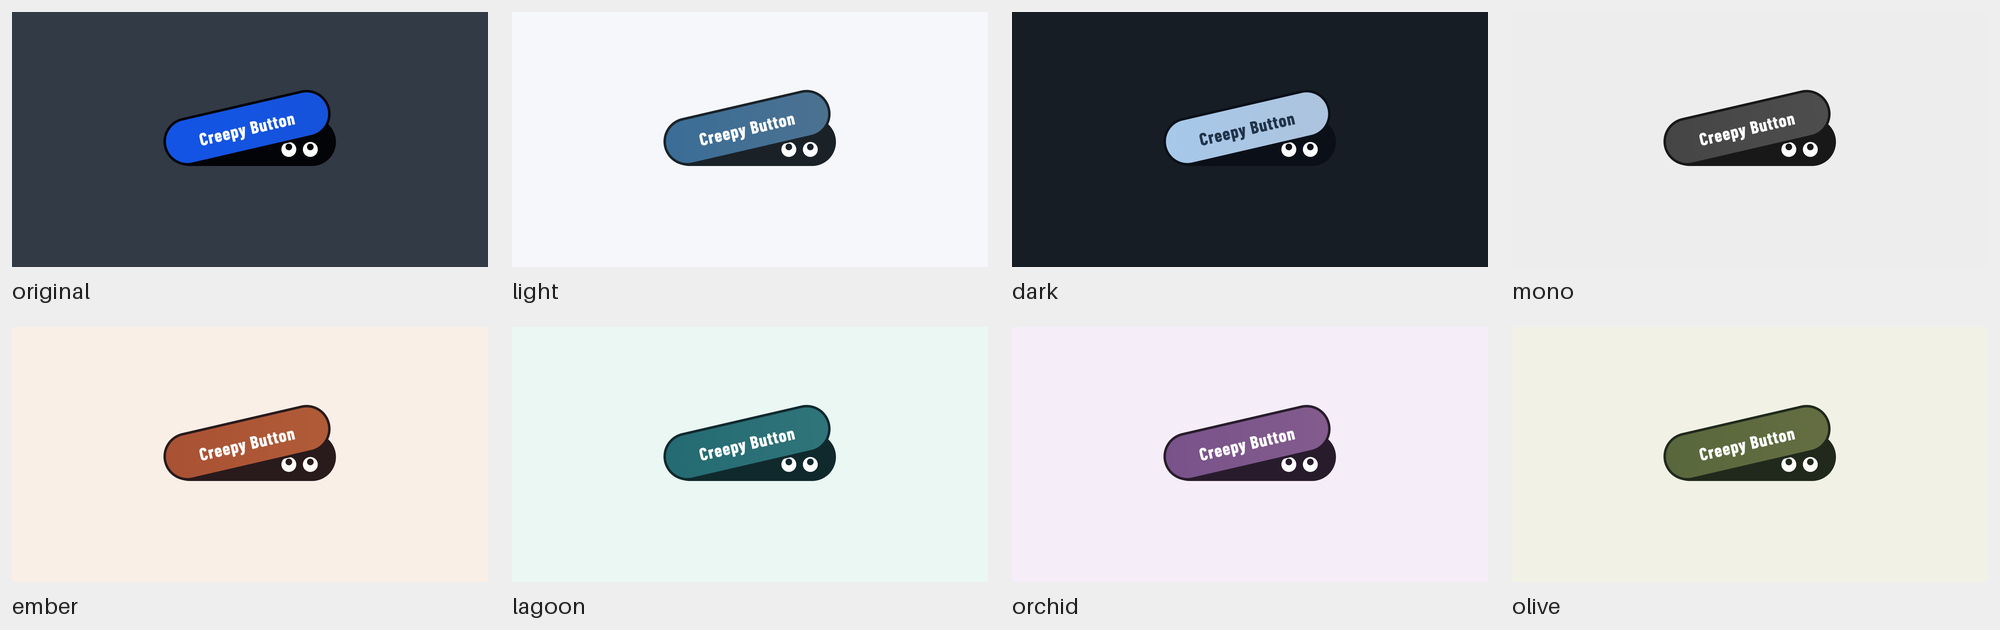 Creepy Button
Creepy Button
Creepy Button
Creepy Button
original
light
dark
mono
Creepy Button
Creepy Button
Creepy Button
Creepy Button
ember
lagoon
orchid
olive